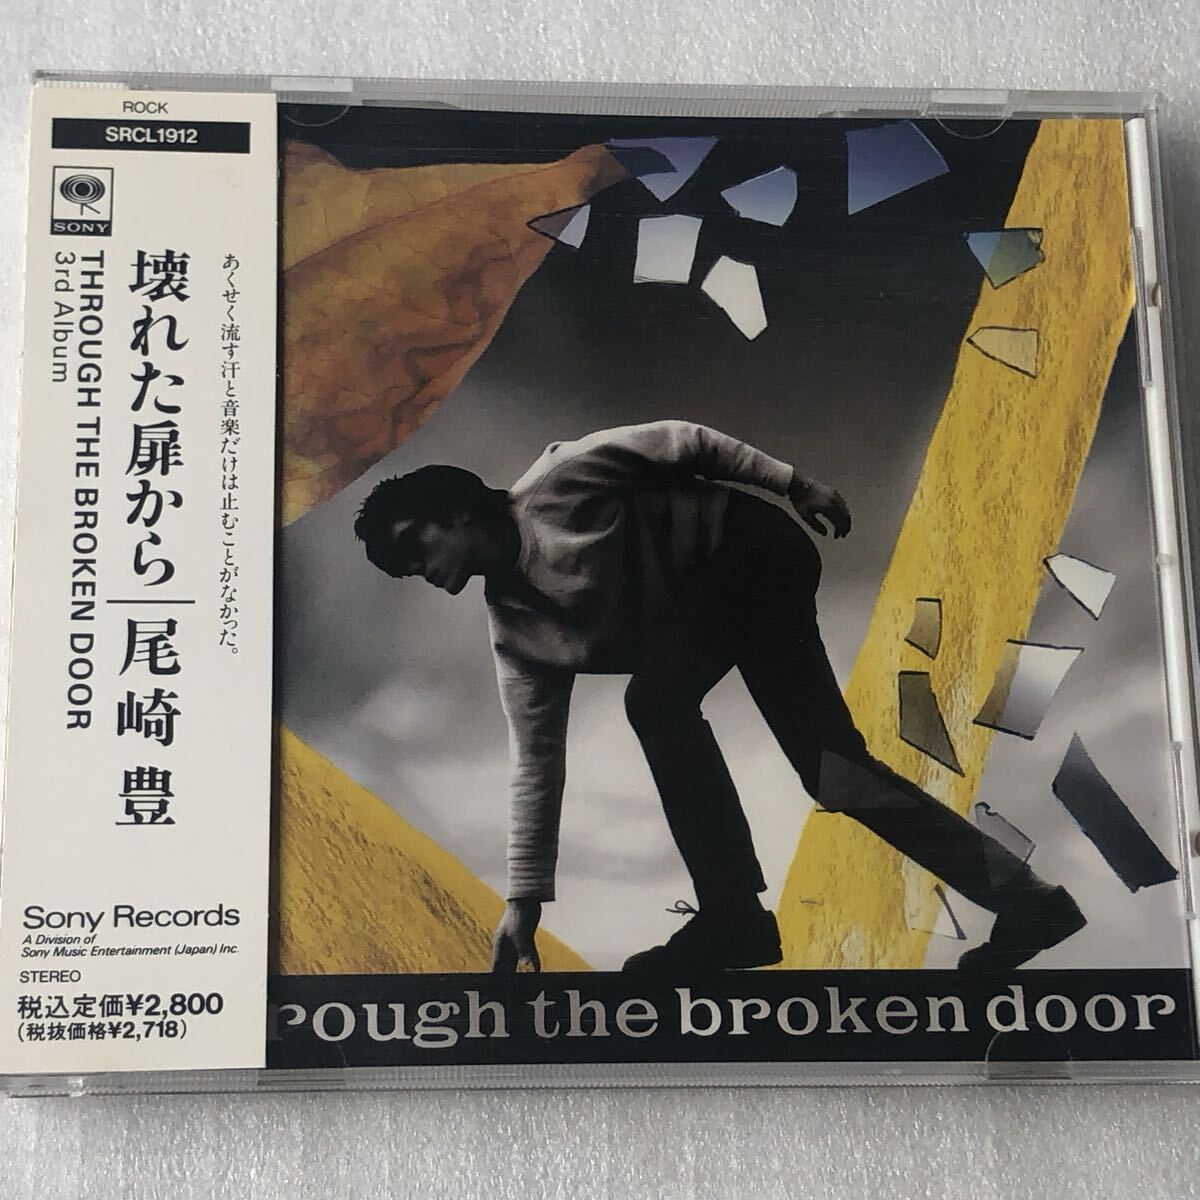 ROCK
SRCL1912
SONY
あくせく流す汗と音楽だけは止むことがなかった。
壊れた扉から|尾崎 豊
THROUGH THE BROKEN DOOR
3rd Album
Sony Records
A Division of
Sony Music Entertainment (Japan) Inc.
STEREO
税込定価¥2,800
(税抜価格¥2,718)
rough the broken door